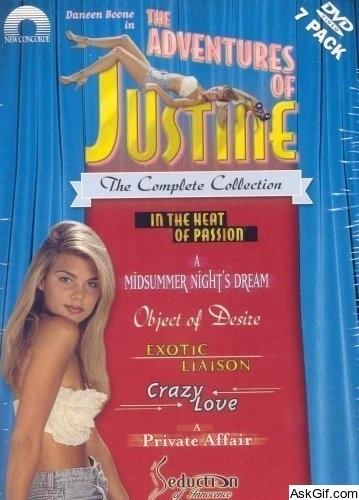 NEW CONCORDE
Daneen Boone
in
THE
ADVENTURES
OF
JUSTINE
DVD
VIDEO
7 PACK
The Complete Collection
IN THE HEAT
OF PASSION
A
MIDSUMMER NIGHT'S DREAM
Object of Desire
EXOTIC
LIAISON
Crazy
Love
A
Private Affair
Seduction
of Innocence
AskGif.com